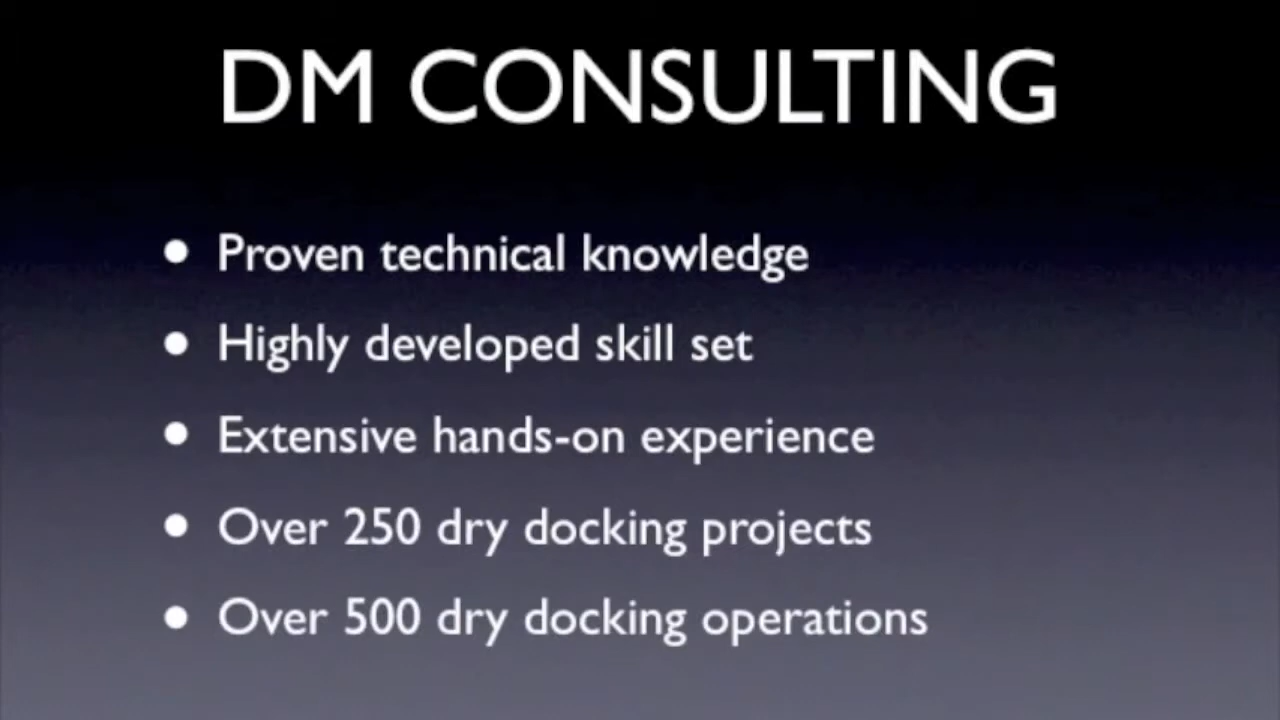 DM CONSULTING
• Proven technical knowledge
• Highly developed skill set
• Extensive hands-on experience
• Over 250 dry docking projects
• Over 500 dry docking operations